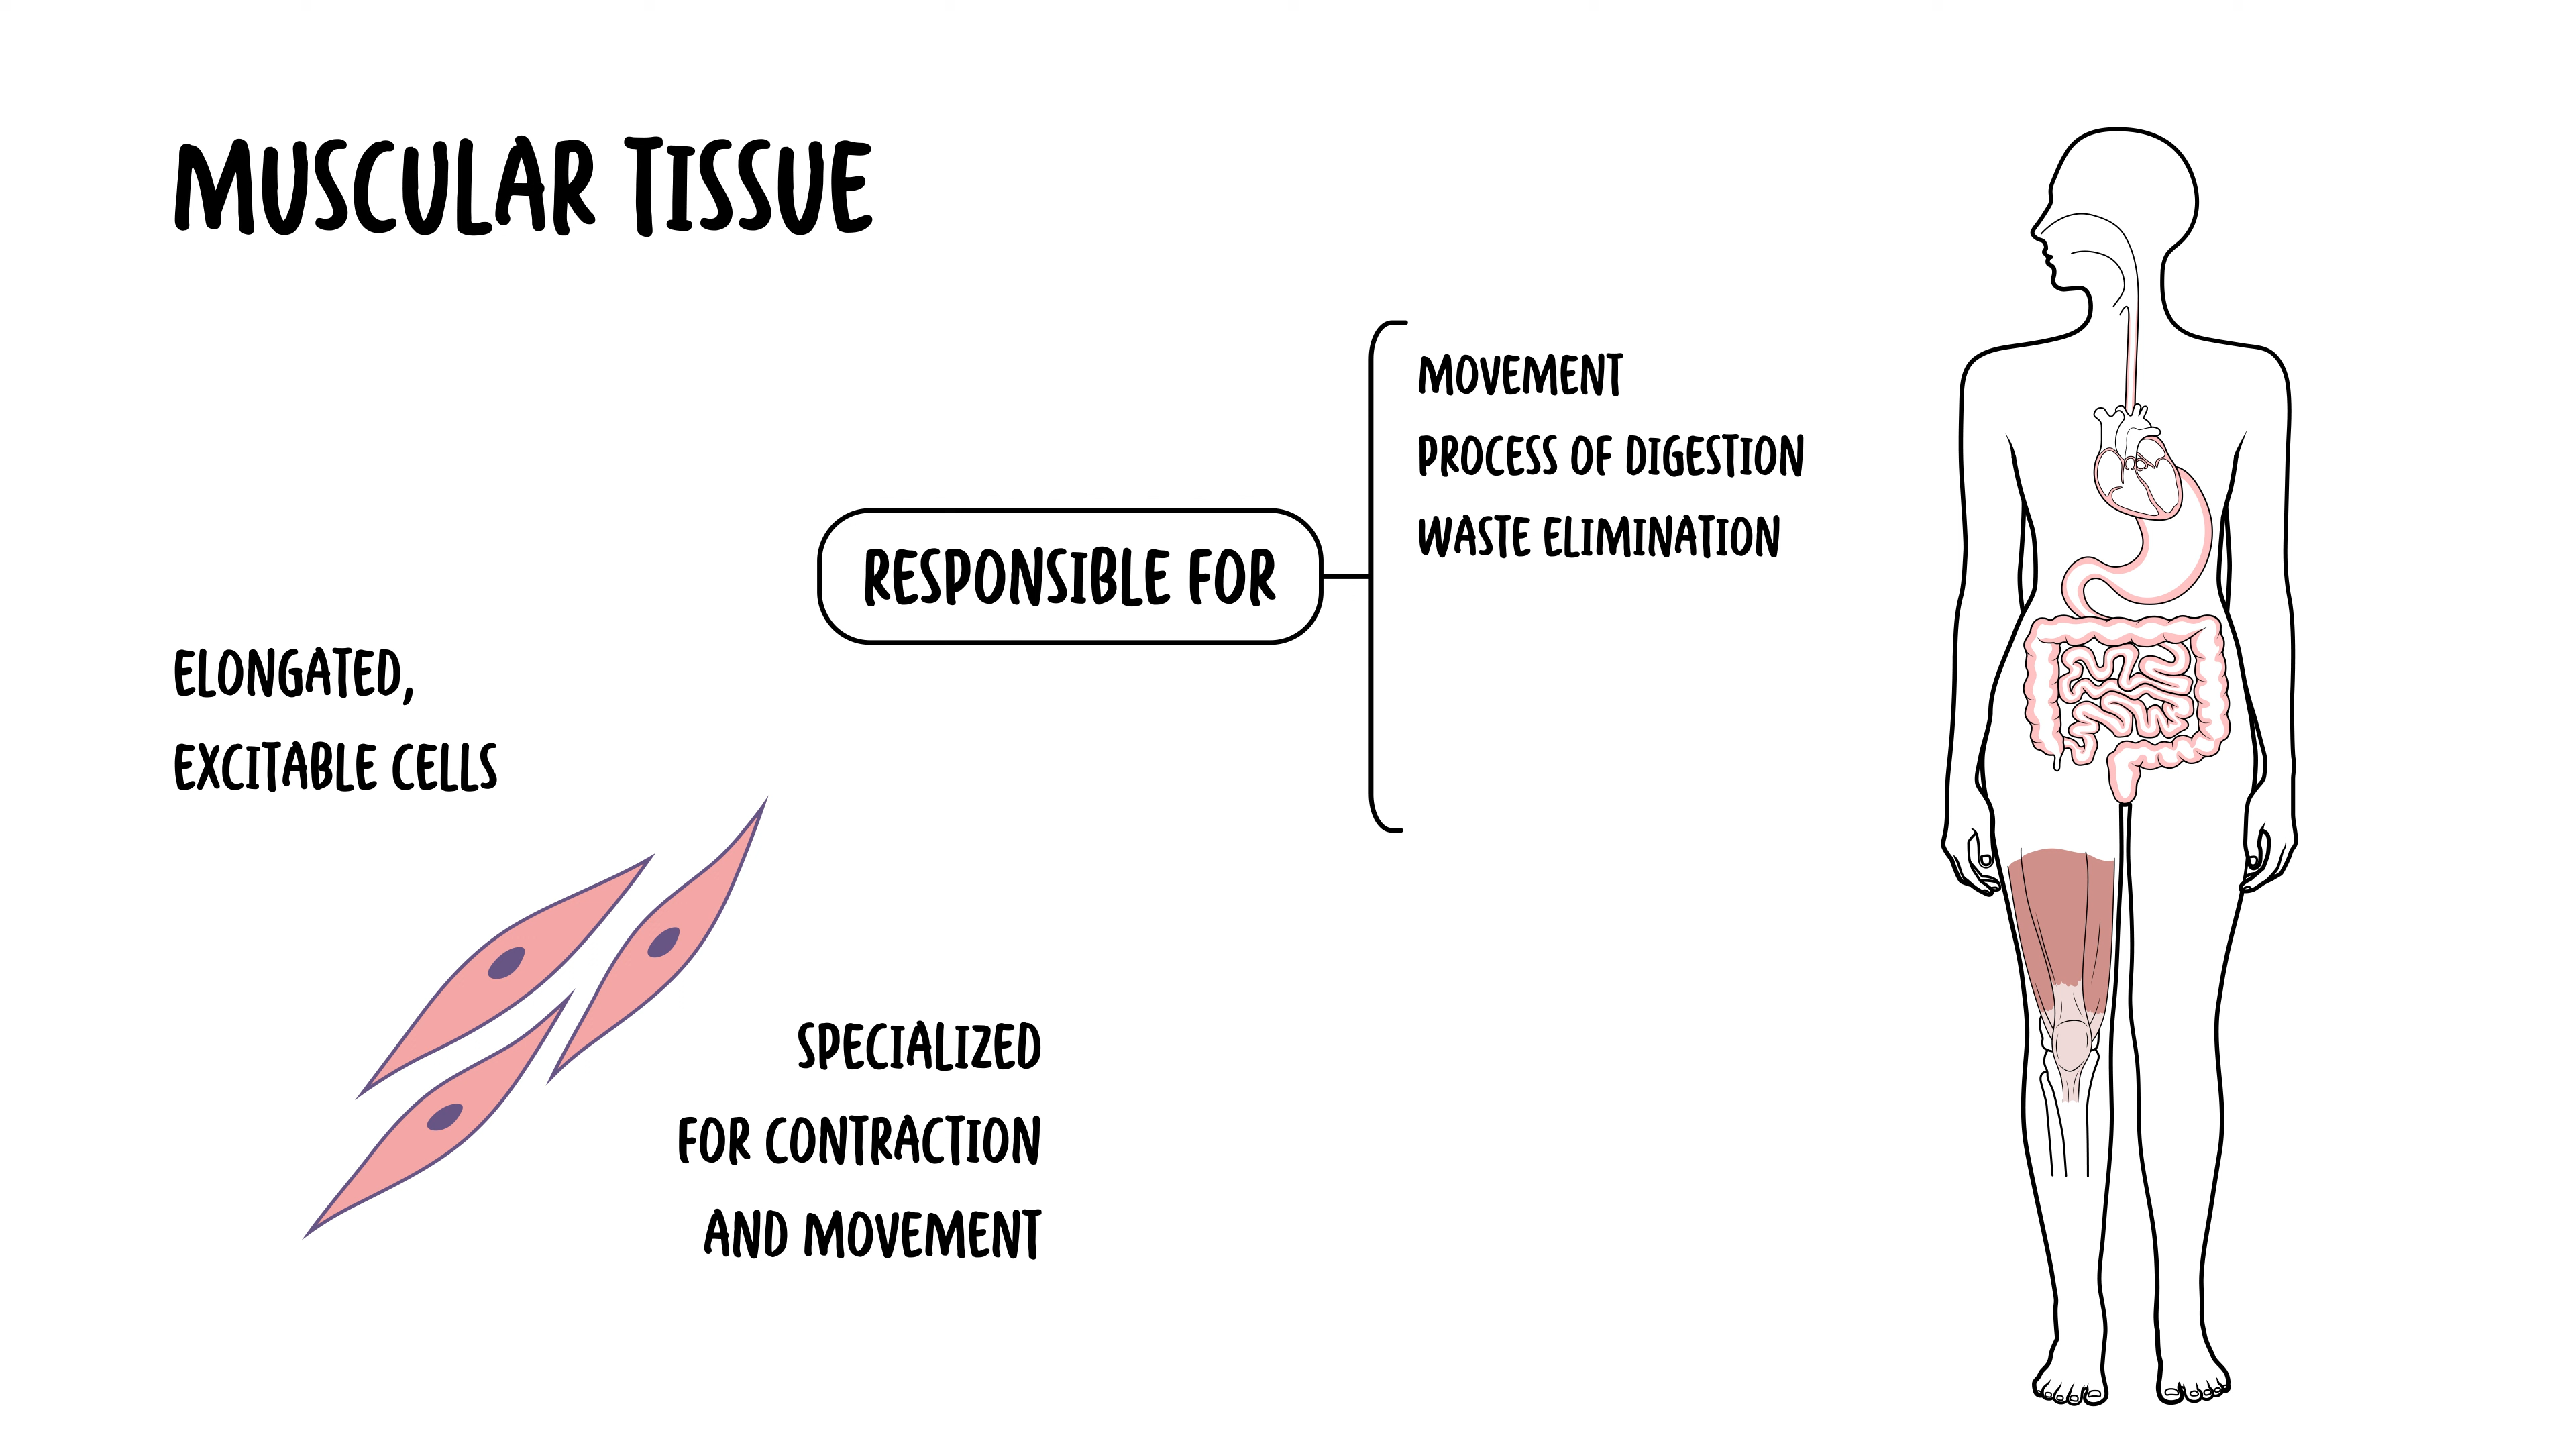 MUSCULAR TISSUE
MOVEMENT
PROCESS OF DIGESTION
WASTE ELIMINATION
RESPONSIBLE FOR
ELONGATED,
EXCITABLE CELLS
SPECIALIZED
FOR CONTRACTION
AND MOVEMENT